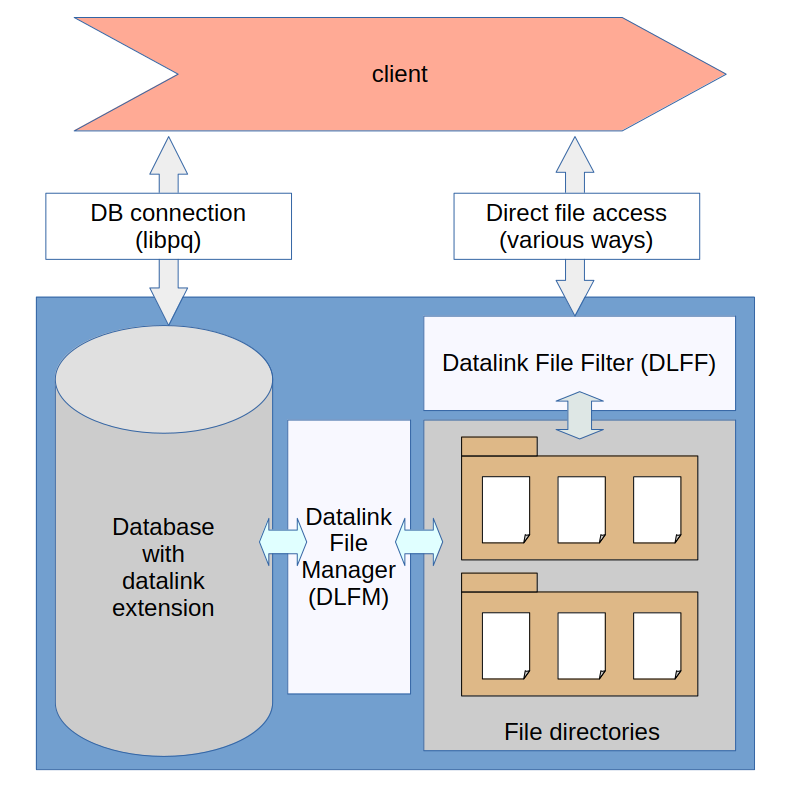 client
DB connection
(libpq)
Direct file access
(various ways)
Datalink File Filter (DLFF)
Database
with
datalink
extension
Datalink
File
Manager
(DLFM)
File directories